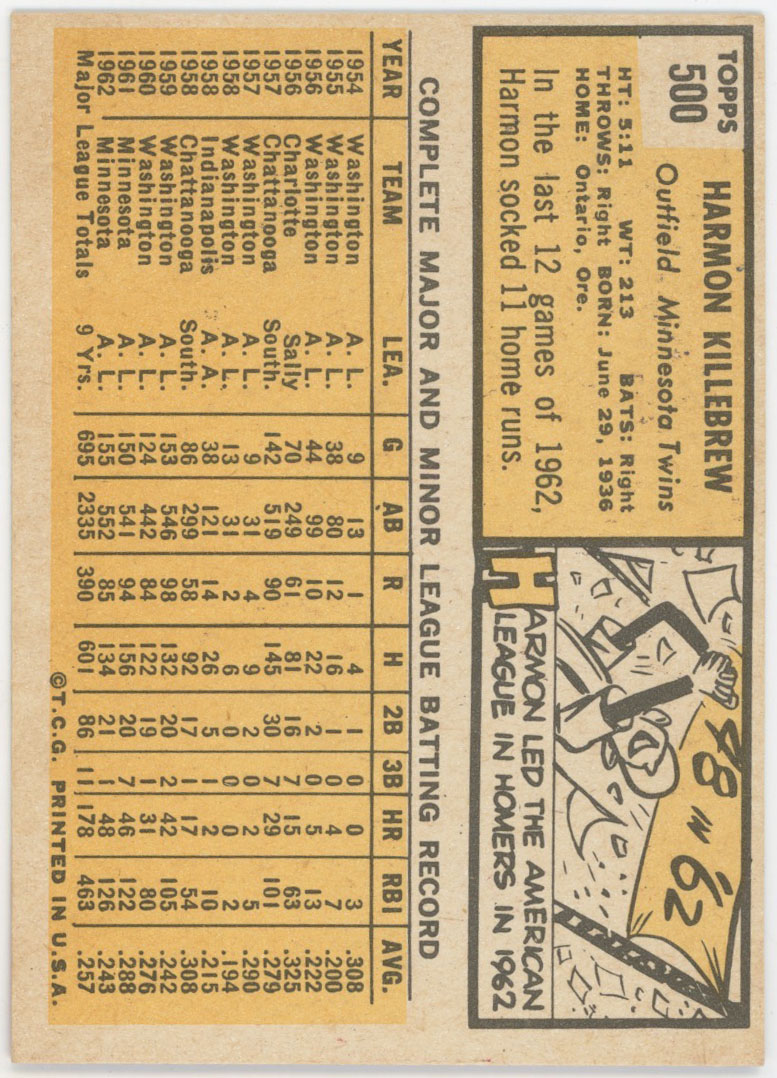 TOPPS
500
HARMON KILLEBREW
Outfield Minnesota Twins
HT: 5:11 WT: 213 BATS: Right
THROWS: Right BORN: June 29, 1936
HOME: Ontario, Ore.
In the last 12 games of 1962,
Harmon socked 11 home runs.
48 IN '62
HARMON LED THE AMERICAN
LEAGUE IN HOMERS IN 1962
COMPLETE MAJOR AND MINOR LEAGUE BATTING RECORD
YEAR TEAM LEA. G AB R H 2B 3B HR RBI AVG.
1954 Washington A. L. 9 13 1 4 1 0 0 3 .308
1955 Washington A. L. 38 80 12 16 1 0 4 7 .200
1956 Washington A. L. 44 99 10 22 2 0 5 13 .222
1956 Charlotte Sally 70 249 61 81 16 7 15 63 .325
1957 Chattanooga South. 142 519 90 145 30 7 29 101 .279
1957 Washington A. L. 9 31 4 9 2 0 2 5 .290
1958 Washington A. L. 13 31 2 6 0 0 0 2 .194
1958 Indianapolis A. A. 38 121 14 26 5 1 2 10 .215
1958 Chattanooga South. 86 299 58 92 17 1 17 54 .308
1959 Washington A. L. 153 546 98 132 20 2 42 105 .242
1960 Washington A. L. 124 442 84 122 19 1 31 80 .276
1961 Minnesota A. L. 150 541 94 156 20 7 46 122 .288
1962 Minnesota A. L. 155 552 85 134 21 1 48 126 .243
Major League Totals 9 Yrs. 695 2335 390 601 86 11 178 463 .257
©T.C.G. PRINTED IN U.S.A.